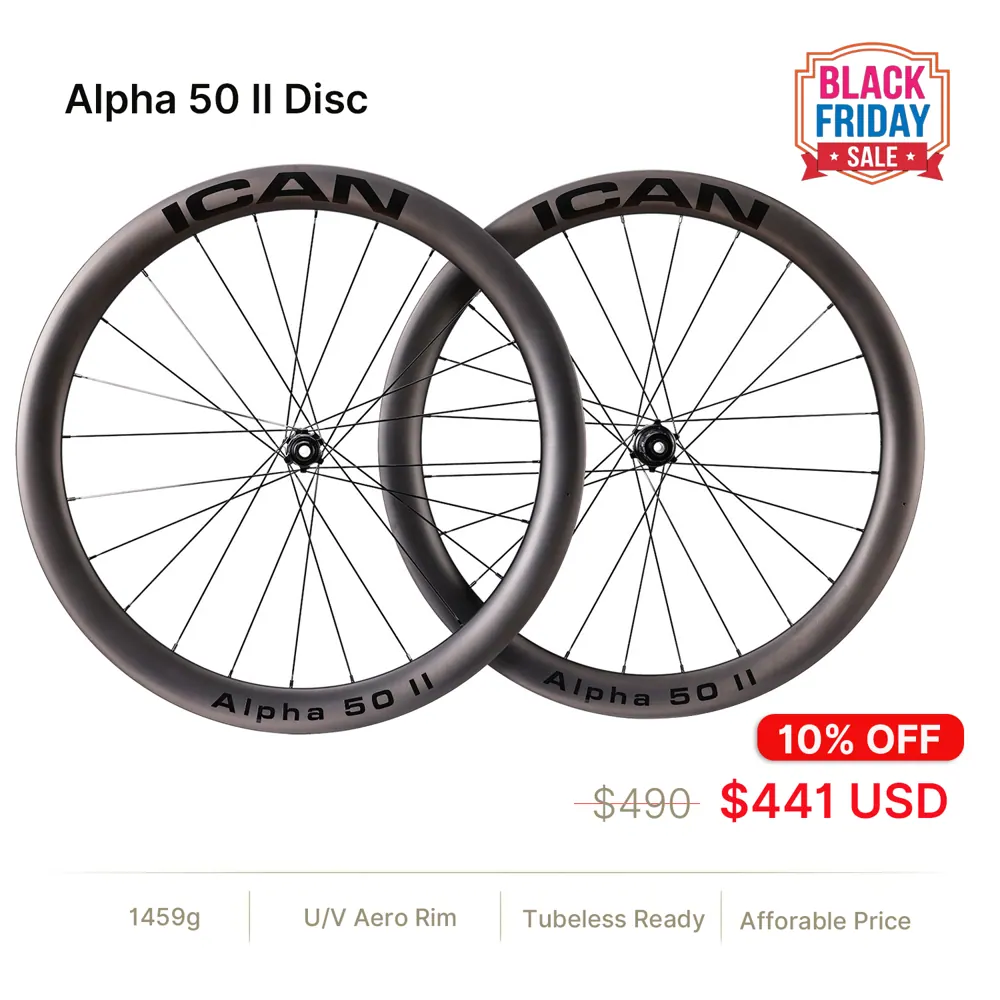 Alpha 50 II Disc
BLACK
FRIDAY
SALE
ICAN
ICAN
Alpha 50 II
Alpha 50 II
10% OFF
$490 $441 USD
1459g U/V Aero Rim Tubeless Ready Afforable Price